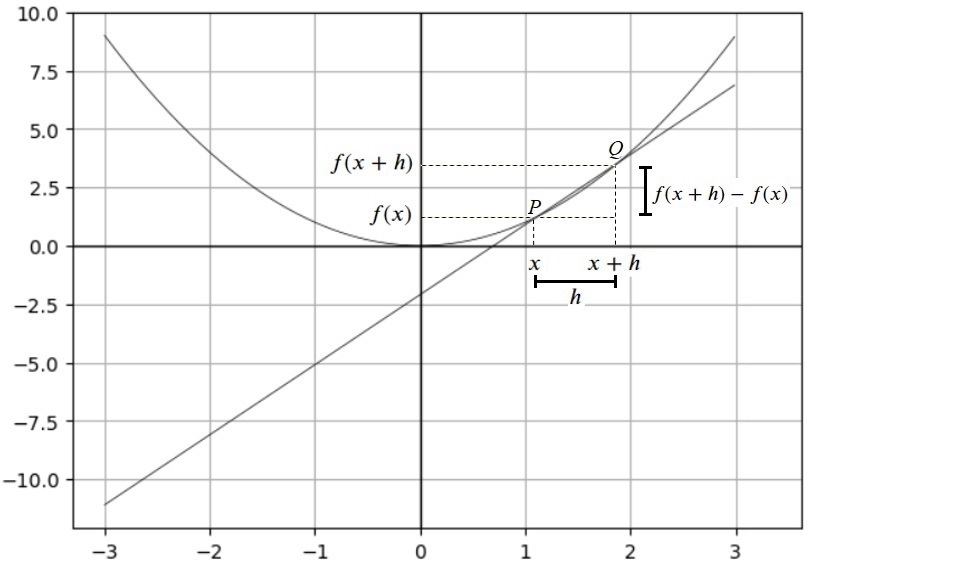 10.0
7.5
5.0
2.5
0.0
−2.5
−5.0
−7.5
−10.0
f(x + h)
f(x)
Q
P
f(x + h) − f(x)
x
x + h
h
−3 −2 −1 0 1 2 3